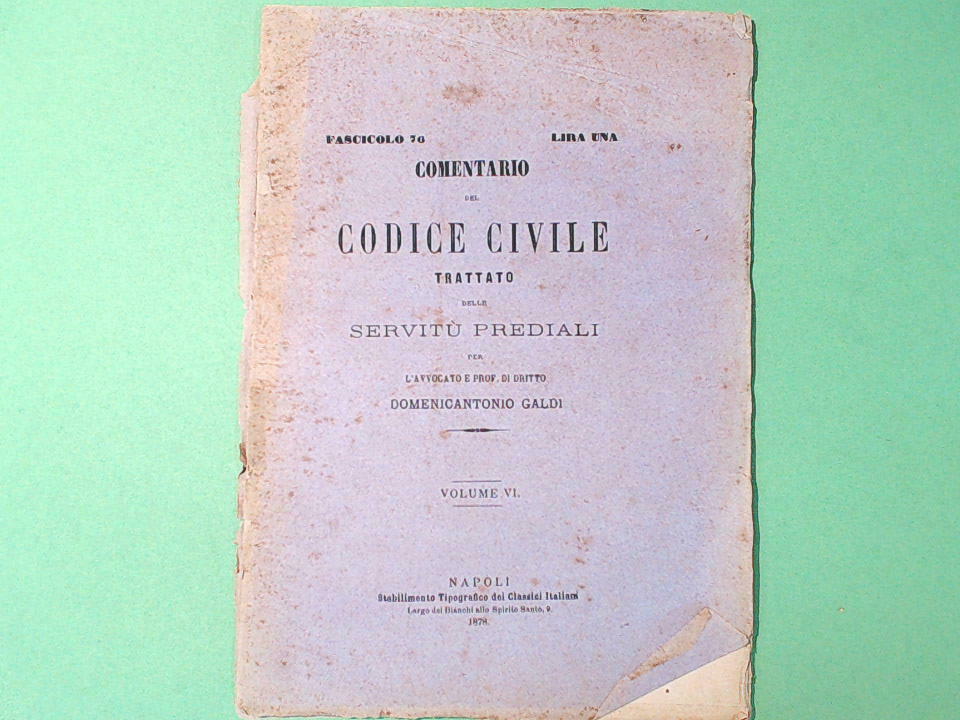 FASCICOLO 76 LIRA UNA
COMENTARIO
DEL
CODICE CIVILE
TRATTATO
DELLE
SERVITÙ PREDIALI
PER
L'AVVOCATO E PROF. DI DRITTO
DOMENICANTONIO GALDI
VOLUME VI.
NAPOLI
Stabilimento Tipografico dei Classici Italiani
Largo dei Bianchi allo Spirito Santo, 9.
1878.